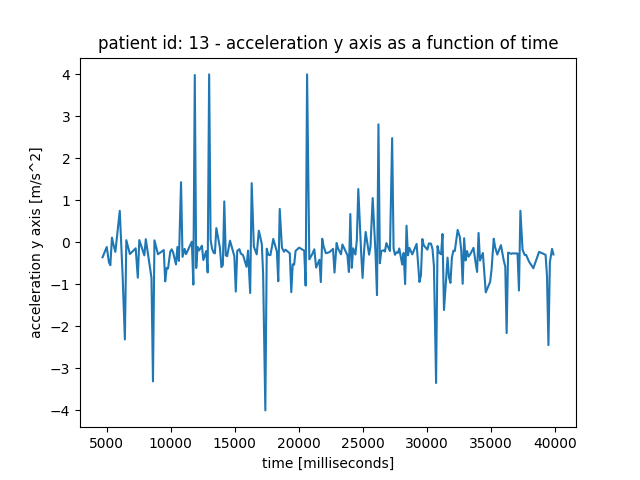 patient id: 13 - acceleration y axis as a function of time
acceleration y axis [m/s^2]
4
3
2
1
0
−1
−2
−3
−4
5000 10000 15000 20000 25000 30000 35000 40000
time [milliseconds]